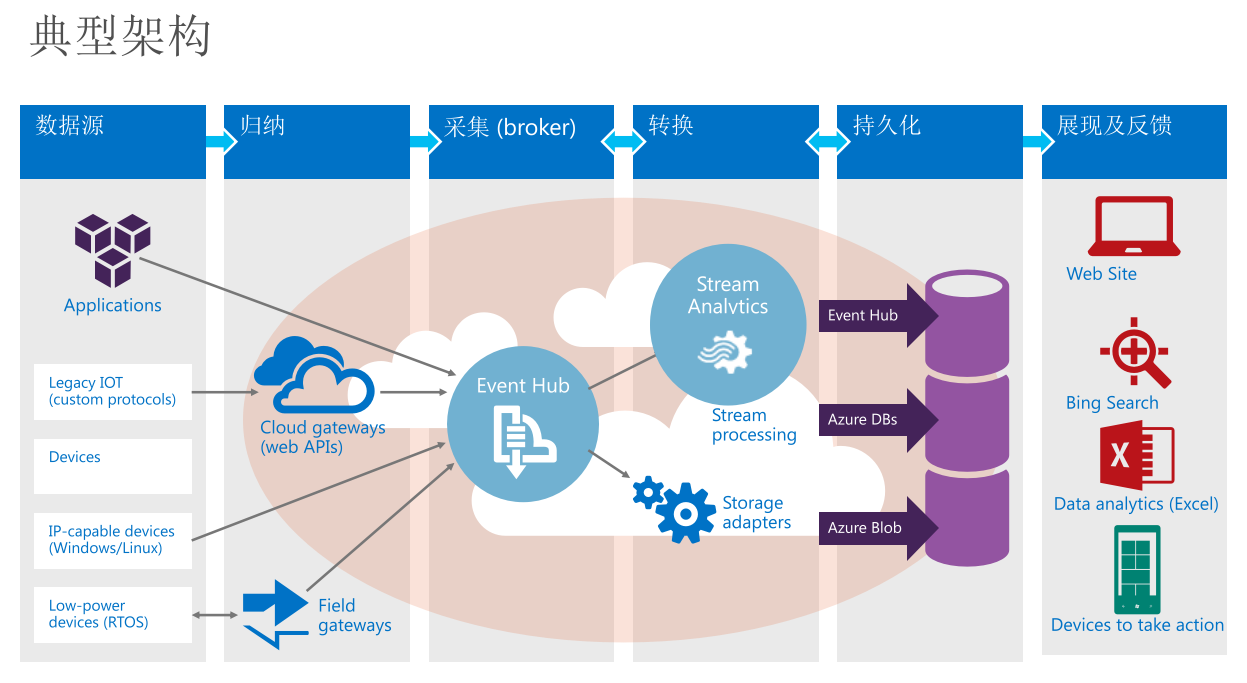 典型架构
数据源
归纳
采集 (broker)
转换
持久化
展现及反馈
Applications
Legacy IOT
(custom protocols)
Devices
IP-capable devices
(Windows/Linux)
Low-power
devices (RTOS)
Cloud gateways
(web APIs)
Field
gateways
Event Hub
Stream
Analytics
Stream
processing
Storage
adapters
Event Hub
Azure DBs
Azure Blob
Web Site
Bing Search
X
Data analytics (Excel)
Devices to take action